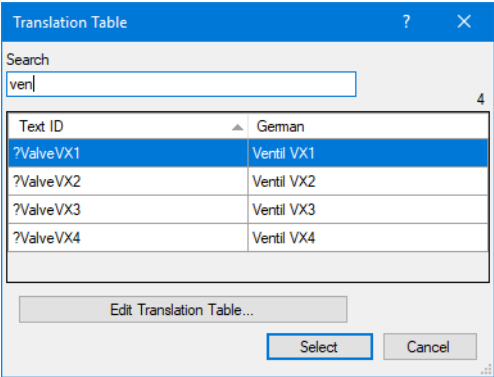 Translation Table ? ×
Search
ven
4
Text ID German
?ValveVX1 Ventil VX1
?ValveVX2 Ventil VX2
?ValveVX3 Ventil VX3
?ValveVX4 Ventil VX4
Edit Translation Table...
Select Cancel